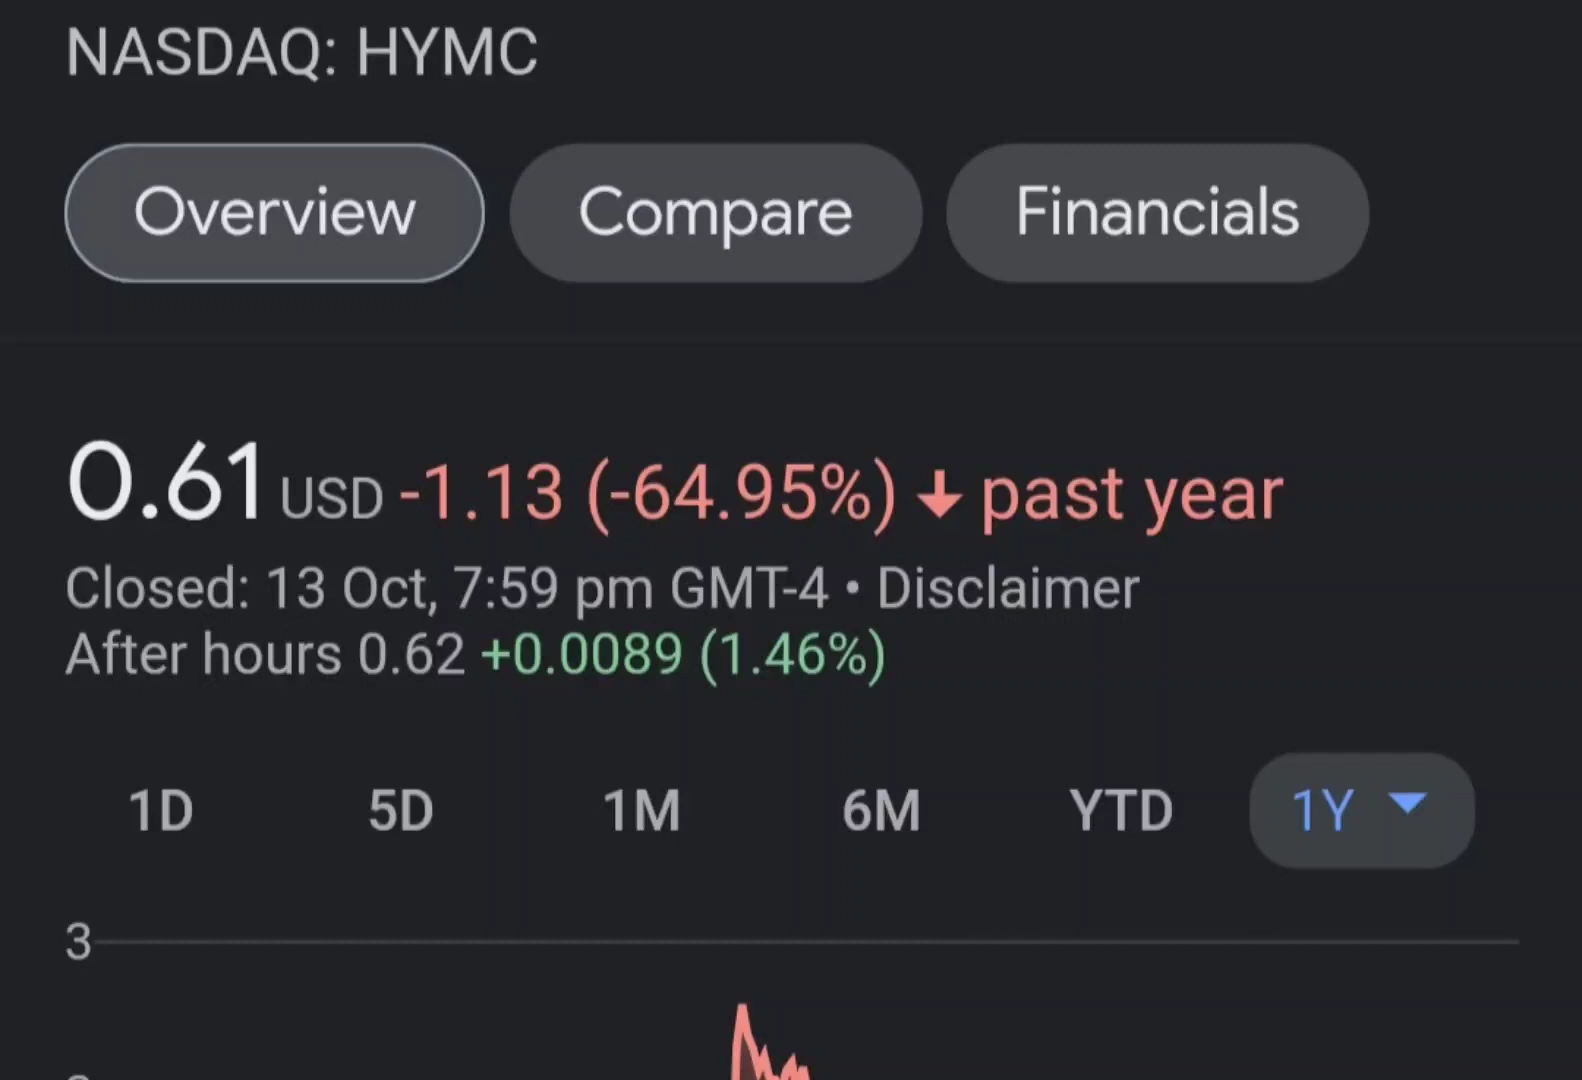 NASDAQ: HYMC
Overview Compare Financials
0.61 USD -1.13 (-64.95%) ↓ past year
Closed: 13 Oct, 7:59 pm GMT-4 • Disclaimer
After hours 0.62 +0.0089 (1.46%)
1D 5D 1M 6M YTD 1Y
3